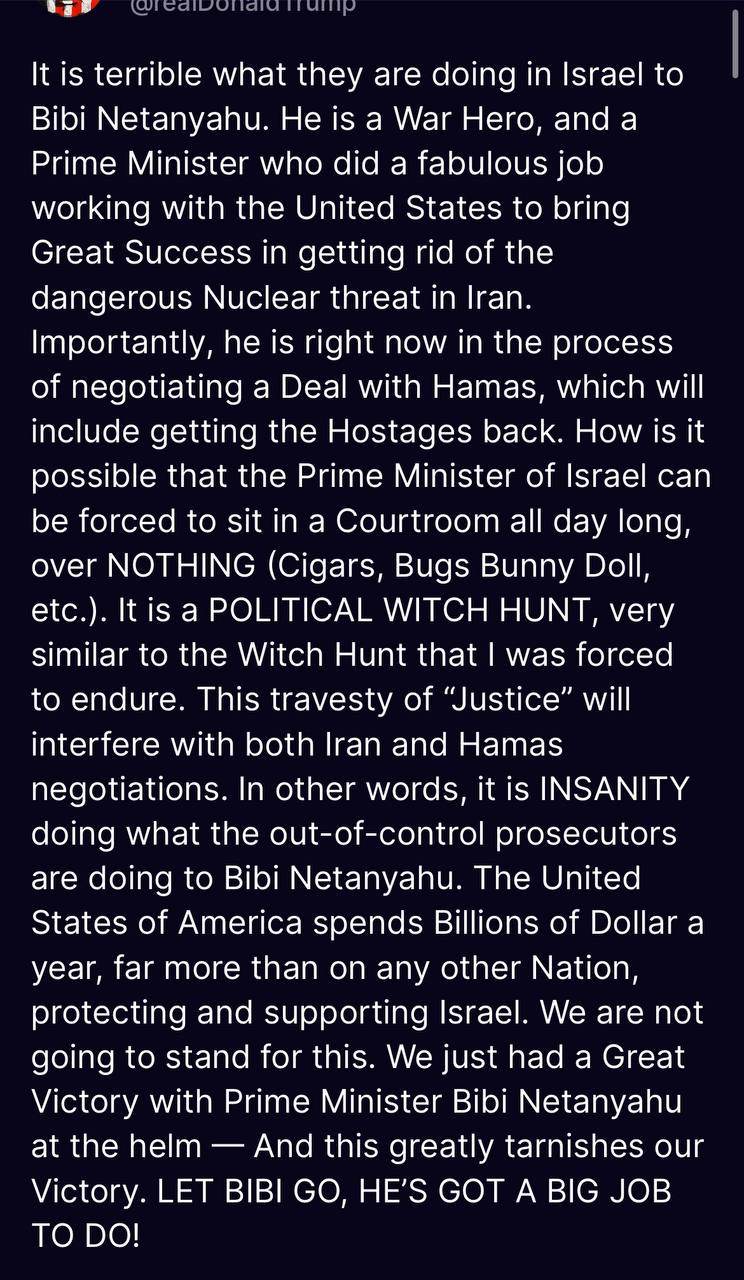 @realDonaldTrump
It is terrible what they are doing in Israel to
Bibi Netanyahu. He is a War Hero, and a
Prime Minister who did a fabulous job
working with the United States to bring
Great Success in getting rid of the
dangerous Nuclear threat in Iran.
Importantly, he is right now in the process
of negotiating a Deal with Hamas, which will
include getting the Hostages back. How is it
possible that the Prime Minister of Israel can
be forced to sit in a Courtroom all day long,
over NOTHING (Cigars, Bugs Bunny Doll,
etc.). It is a POLITICAL WITCH HUNT, very
similar to the Witch Hunt that I was forced
to endure. This travesty of “Justice” will
interfere with both Iran and Hamas
negotiations. In other words, it is INSANITY
doing what the out-of-control prosecutors
are doing to Bibi Netanyahu. The United
States of America spends Billions of Dollar a
year, far more than on any other Nation,
protecting and supporting Israel. We are not
going to stand for this. We just had a Great
Victory with Prime Minister Bibi Netanyahu
at the helm — And this greatly tarnishes our
Victory. LET BIBI GO, HE’S GOT A BIG JOB
TO DO!